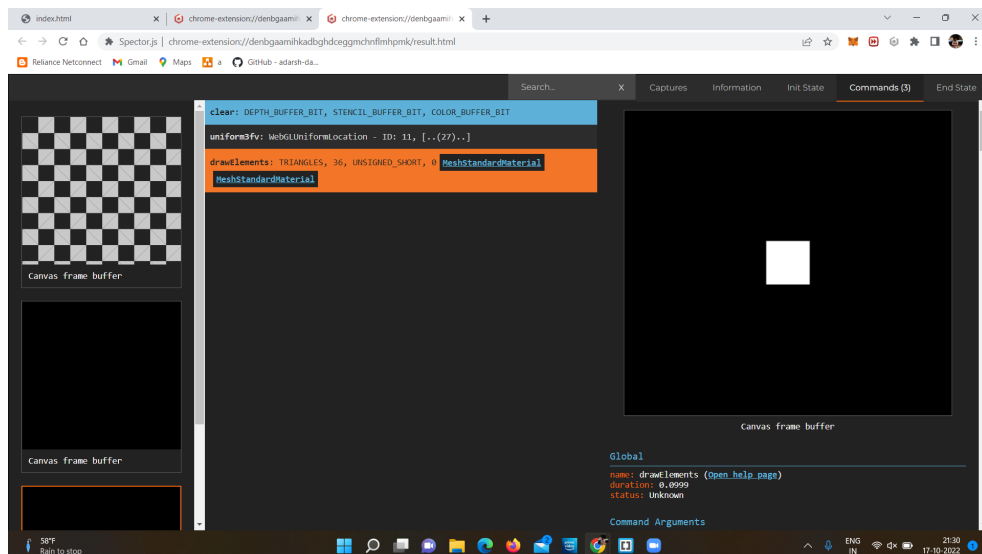 index.html
chrome-extension://denbgaamih
chrome-extension://denbgaamih
Spector.js | chrome-extension://denbgaamihkadbghdceggmchnflmhpmk/result.html
Reliance Netconnect
Gmail
Maps
a
GitHub - adarsh-da...
Search...
X
Captures
Information
Init State
Commands (3)
End State
clear: DEPTH_BUFFER_BIT, STENCIL_BUFFER_BIT, COLOR_BUFFER_BIT
uniform3fv: WebGLUniformLocation - ID: 11, [..(27)..]
drawElements: TRIANGLES, 36, UNSIGNED_SHORT, 0 MeshStandardMaterial
MeshStandardMaterial
Canvas frame buffer
Canvas frame buffer
Canvas frame buffer
Global
name: drawElements (Open help page)
duration: 0.0999
status: Unknown
Command Arguments
58°F
Rain to stop
ENG
IN
21:30
17-10-2022
1